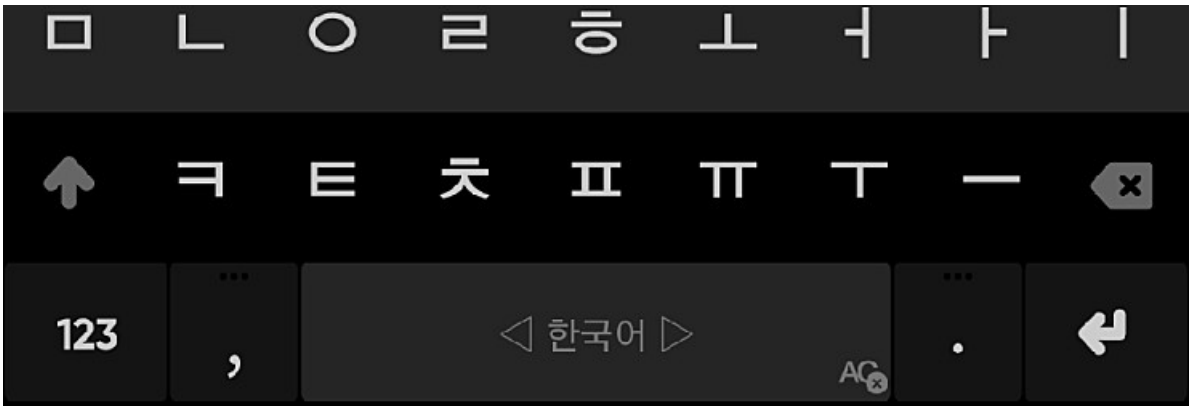 ㅁ ㄴ ㅇ ㄹ ㅎ ㅗ ㅓ ㅏ ㅣ
ㅋ ㅌ ㅊ ㅍ ㅠ ㅜ ㅡ
123 , ◁ 한국어 ▷ AC .